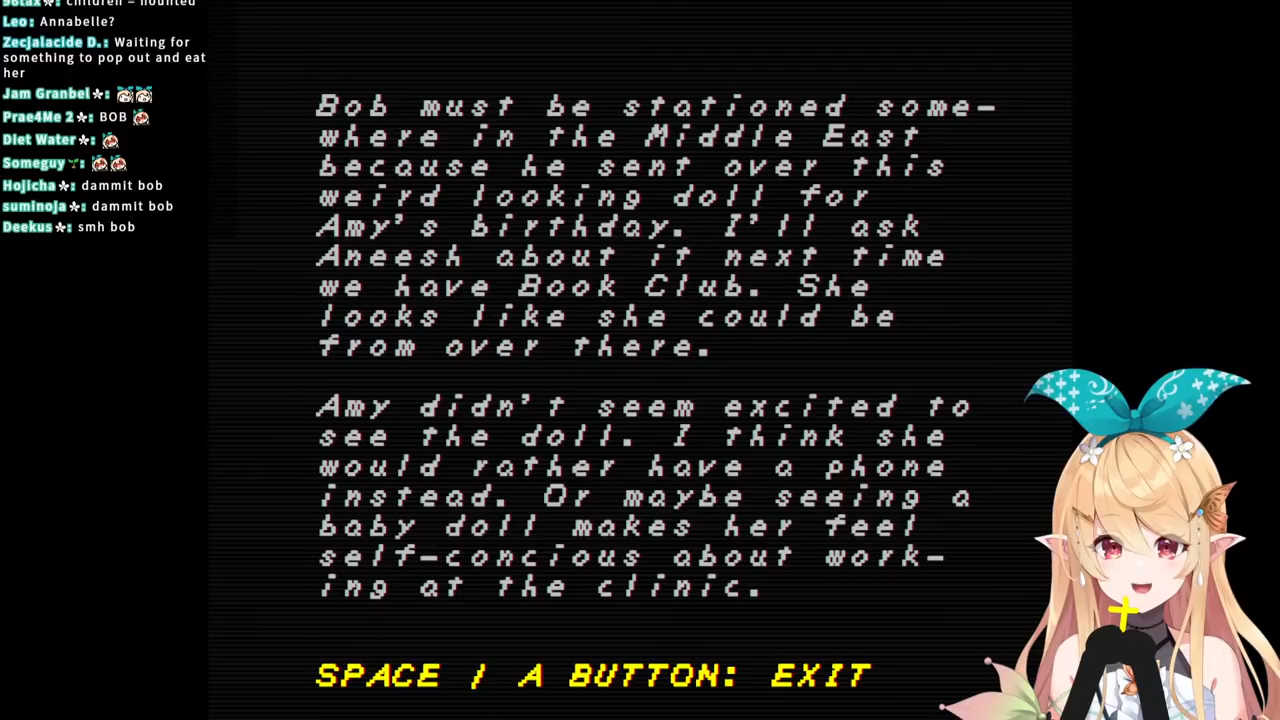 96tax: children = hounted
Leo: Annabelle?
Zecjalacide D.: Waiting for
something to pop out and eat
her
Jam Granbel:
Prae4Me 2: BOB
Diet Water:
Someguy:
Hojicha: dammit bob
suminoja: dammit bob
Deekus: smh bob
Bob must be stationed some-
where in the Middle East
because he sent over this
weird looking doll for
Amy's birthday. I'll ask
Aneesh about it next time
we have Book Club. She
looks like she could be
from over there.
Amy didn't seem excited to
see the doll. I think she
would rather have a phone
instead. Or maybe seeing a
baby doll makes her feel
self-concious about work-
ing at the clinic.
SPACE / A BUTTON: EXIT